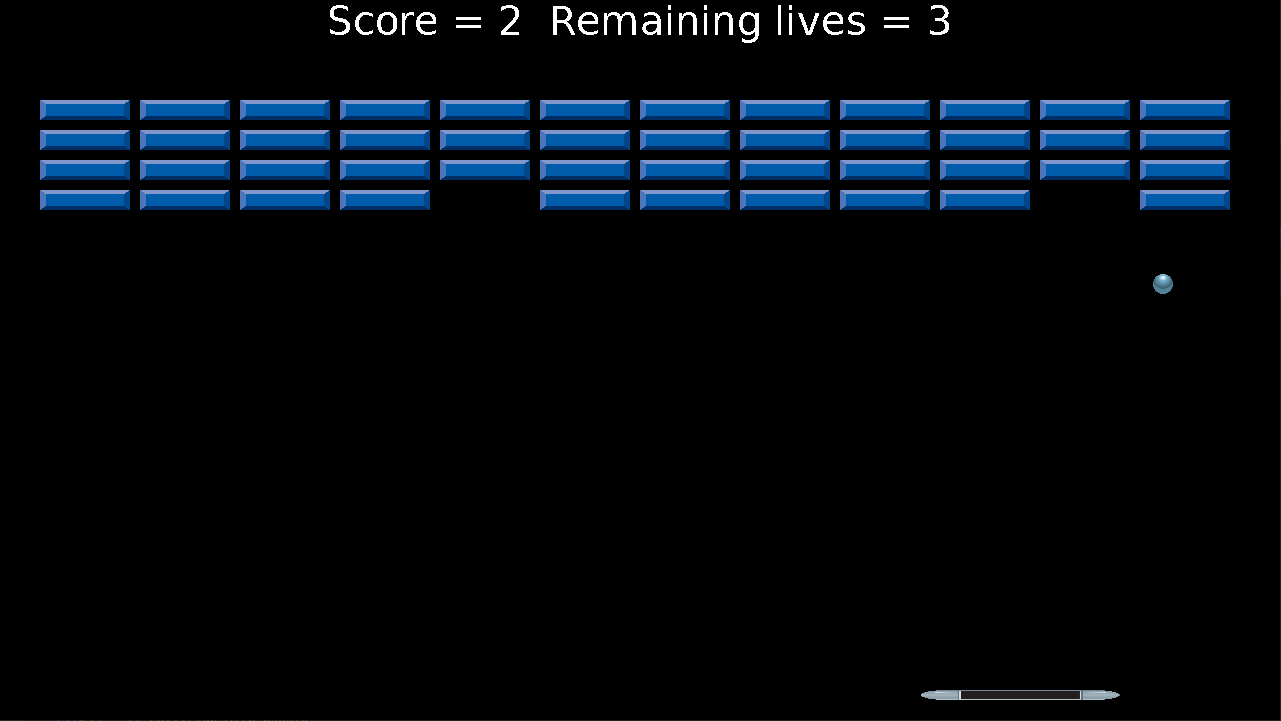 Score = 2  Remaining lives = 3